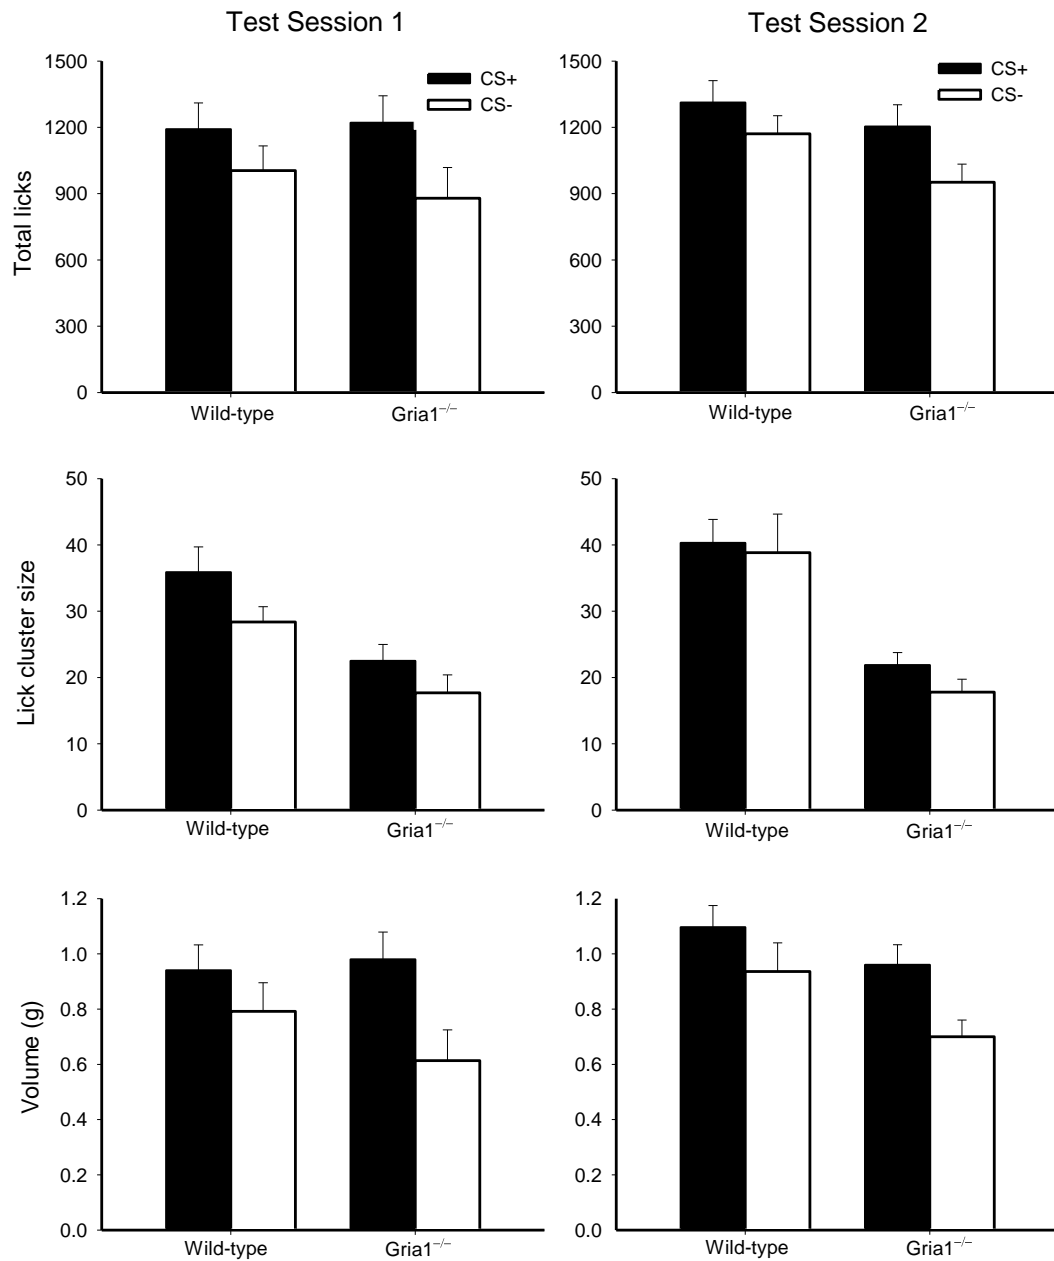 Test Session 1
Test Session 2
1500
1200
900
600
300
0
Total licks
CS+
CS-
Wild-type
Gria1⁻/⁻
1500
1200
900
600
300
0
CS+
CS-
Wild-type
Gria1⁻/⁻
50
40
30
20
10
0
Lick cluster size
Wild-type
Gria1⁻/⁻
50
40
30
20
10
0
Wild-type
Gria1⁻/⁻
1.2
1.0
0.8
0.6
0.4
0.2
0.0
Volume (g)
Wild-type
Gria1⁻/⁻
1.2
1.0
0.8
0.6
0.4
0.2
0.0
Wild-type
Gria1⁻/⁻